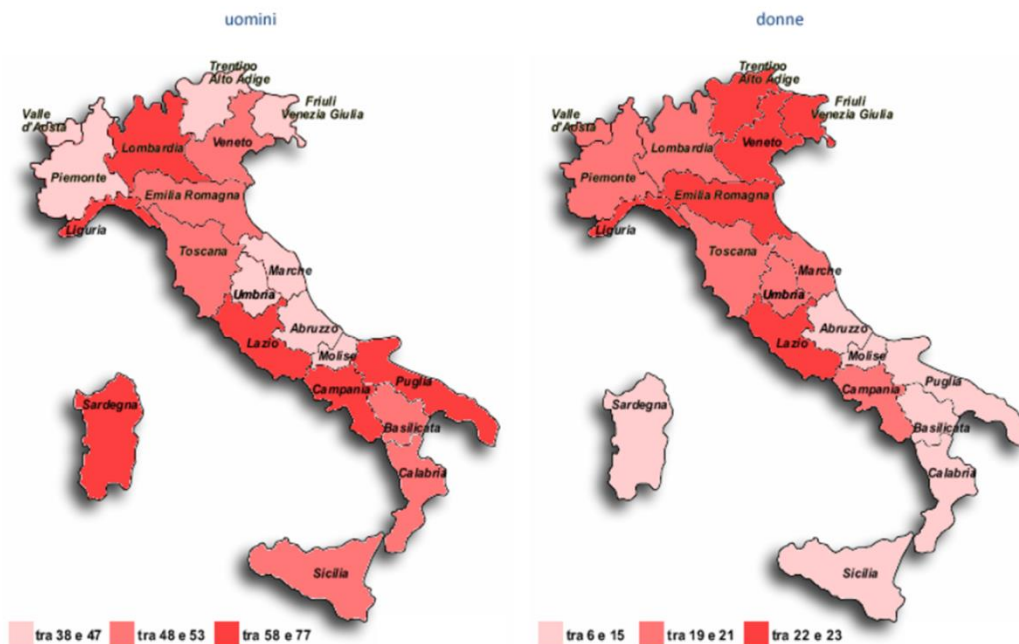 uomini
Trentino
Alto Adige
Friuli
Venezia Giulia
Valle
d'Aosta
Lombardia
Veneto
Piemonte
Emilia Romagna
Liguria
Toscana
Marche
Umbria
Abruzzo
Lazio
Molise
Campania
Puglia
Sardegna
Basilicata
Calabria
Sicilia
tra 38 e 47
tra 48 e 53
tra 58 e 77
donne
Trentino
Alto Adige
Friuli
Venezia Giulia
Valle
d'Aosta
Lombardia
Veneto
Piemonte
Emilia Romagna
Liguria
Toscana
Marche
Umbria
Abruzzo
Lazio
Molise
Campania
Puglia
Sardegna
Basilicata
Calabria
Sicilia
tra 6 e 15
tra 19 e 21
tra 22 e 23